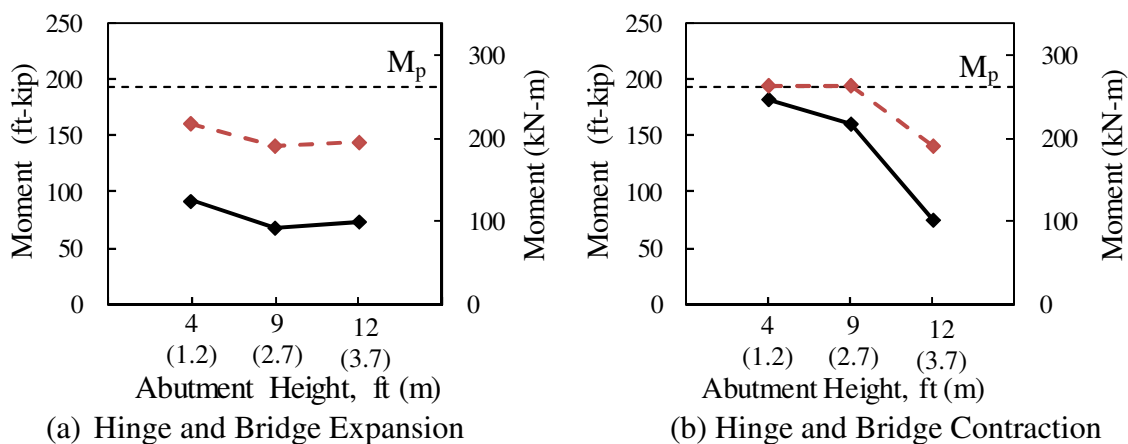 250
200
150
100
50
0
Moment (ft-kip)
M_p
300
200
100
0
Moment (kN-m)
4 9 12
(1.2) (2.7) (3.7)
Abutment Height, ft (m)
(a) Hinge and Bridge Expansion
250
200
150
100
50
0
Moment (ft-kip)
M_p
300
200
100
0
Moment (kN-m)
4 9 12
(1.2) (2.7) (3.7)
Abutment Height, ft (m)
(b) Hinge and Bridge Contraction